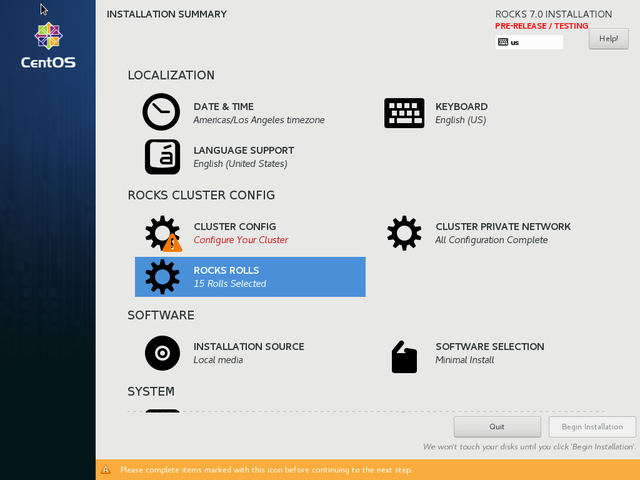 INSTALLATION SUMMARY
ROCKS 7.0 INSTALLATION
PRE-RELEASE / TESTING
us
Help!
CentOS
LOCALIZATION
DATE & TIME
Americas/Los Angeles timezone
KEYBOARD
English (US)
LANGUAGE SUPPORT
English (United States)
á
ROCKS CLUSTER CONFIG
CLUSTER CONFIG
Configure Your Cluster
CLUSTER PRIVATE NETWORK
All Configuration Complete
ROCKS ROLLS
15 Rolls Selected
SOFTWARE
INSTALLATION SOURCE
Local media
SOFTWARE SELECTION
Minimal Install
SYSTEM
Quit
Begin Installation
We won't touch your disks until you click 'Begin Installation'.
Please complete items marked with this icon before continuing to the next step.